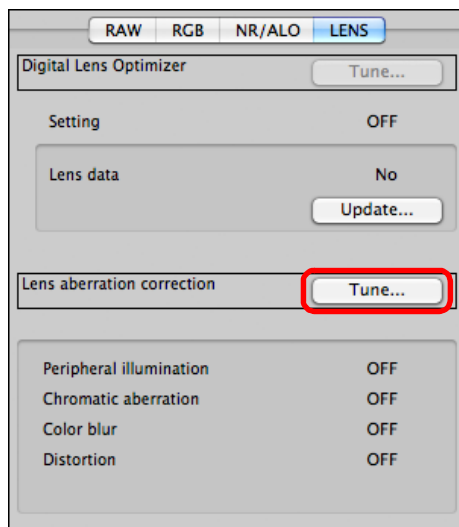 RAW RGB NR/ALO LENS
Digital Lens Optimizer Tune...
Setting OFF
Lens data No
Update...
Lens aberration correction Tune...
Peripheral illumination OFF
Chromatic aberration OFF
Color blur OFF
Distortion OFF